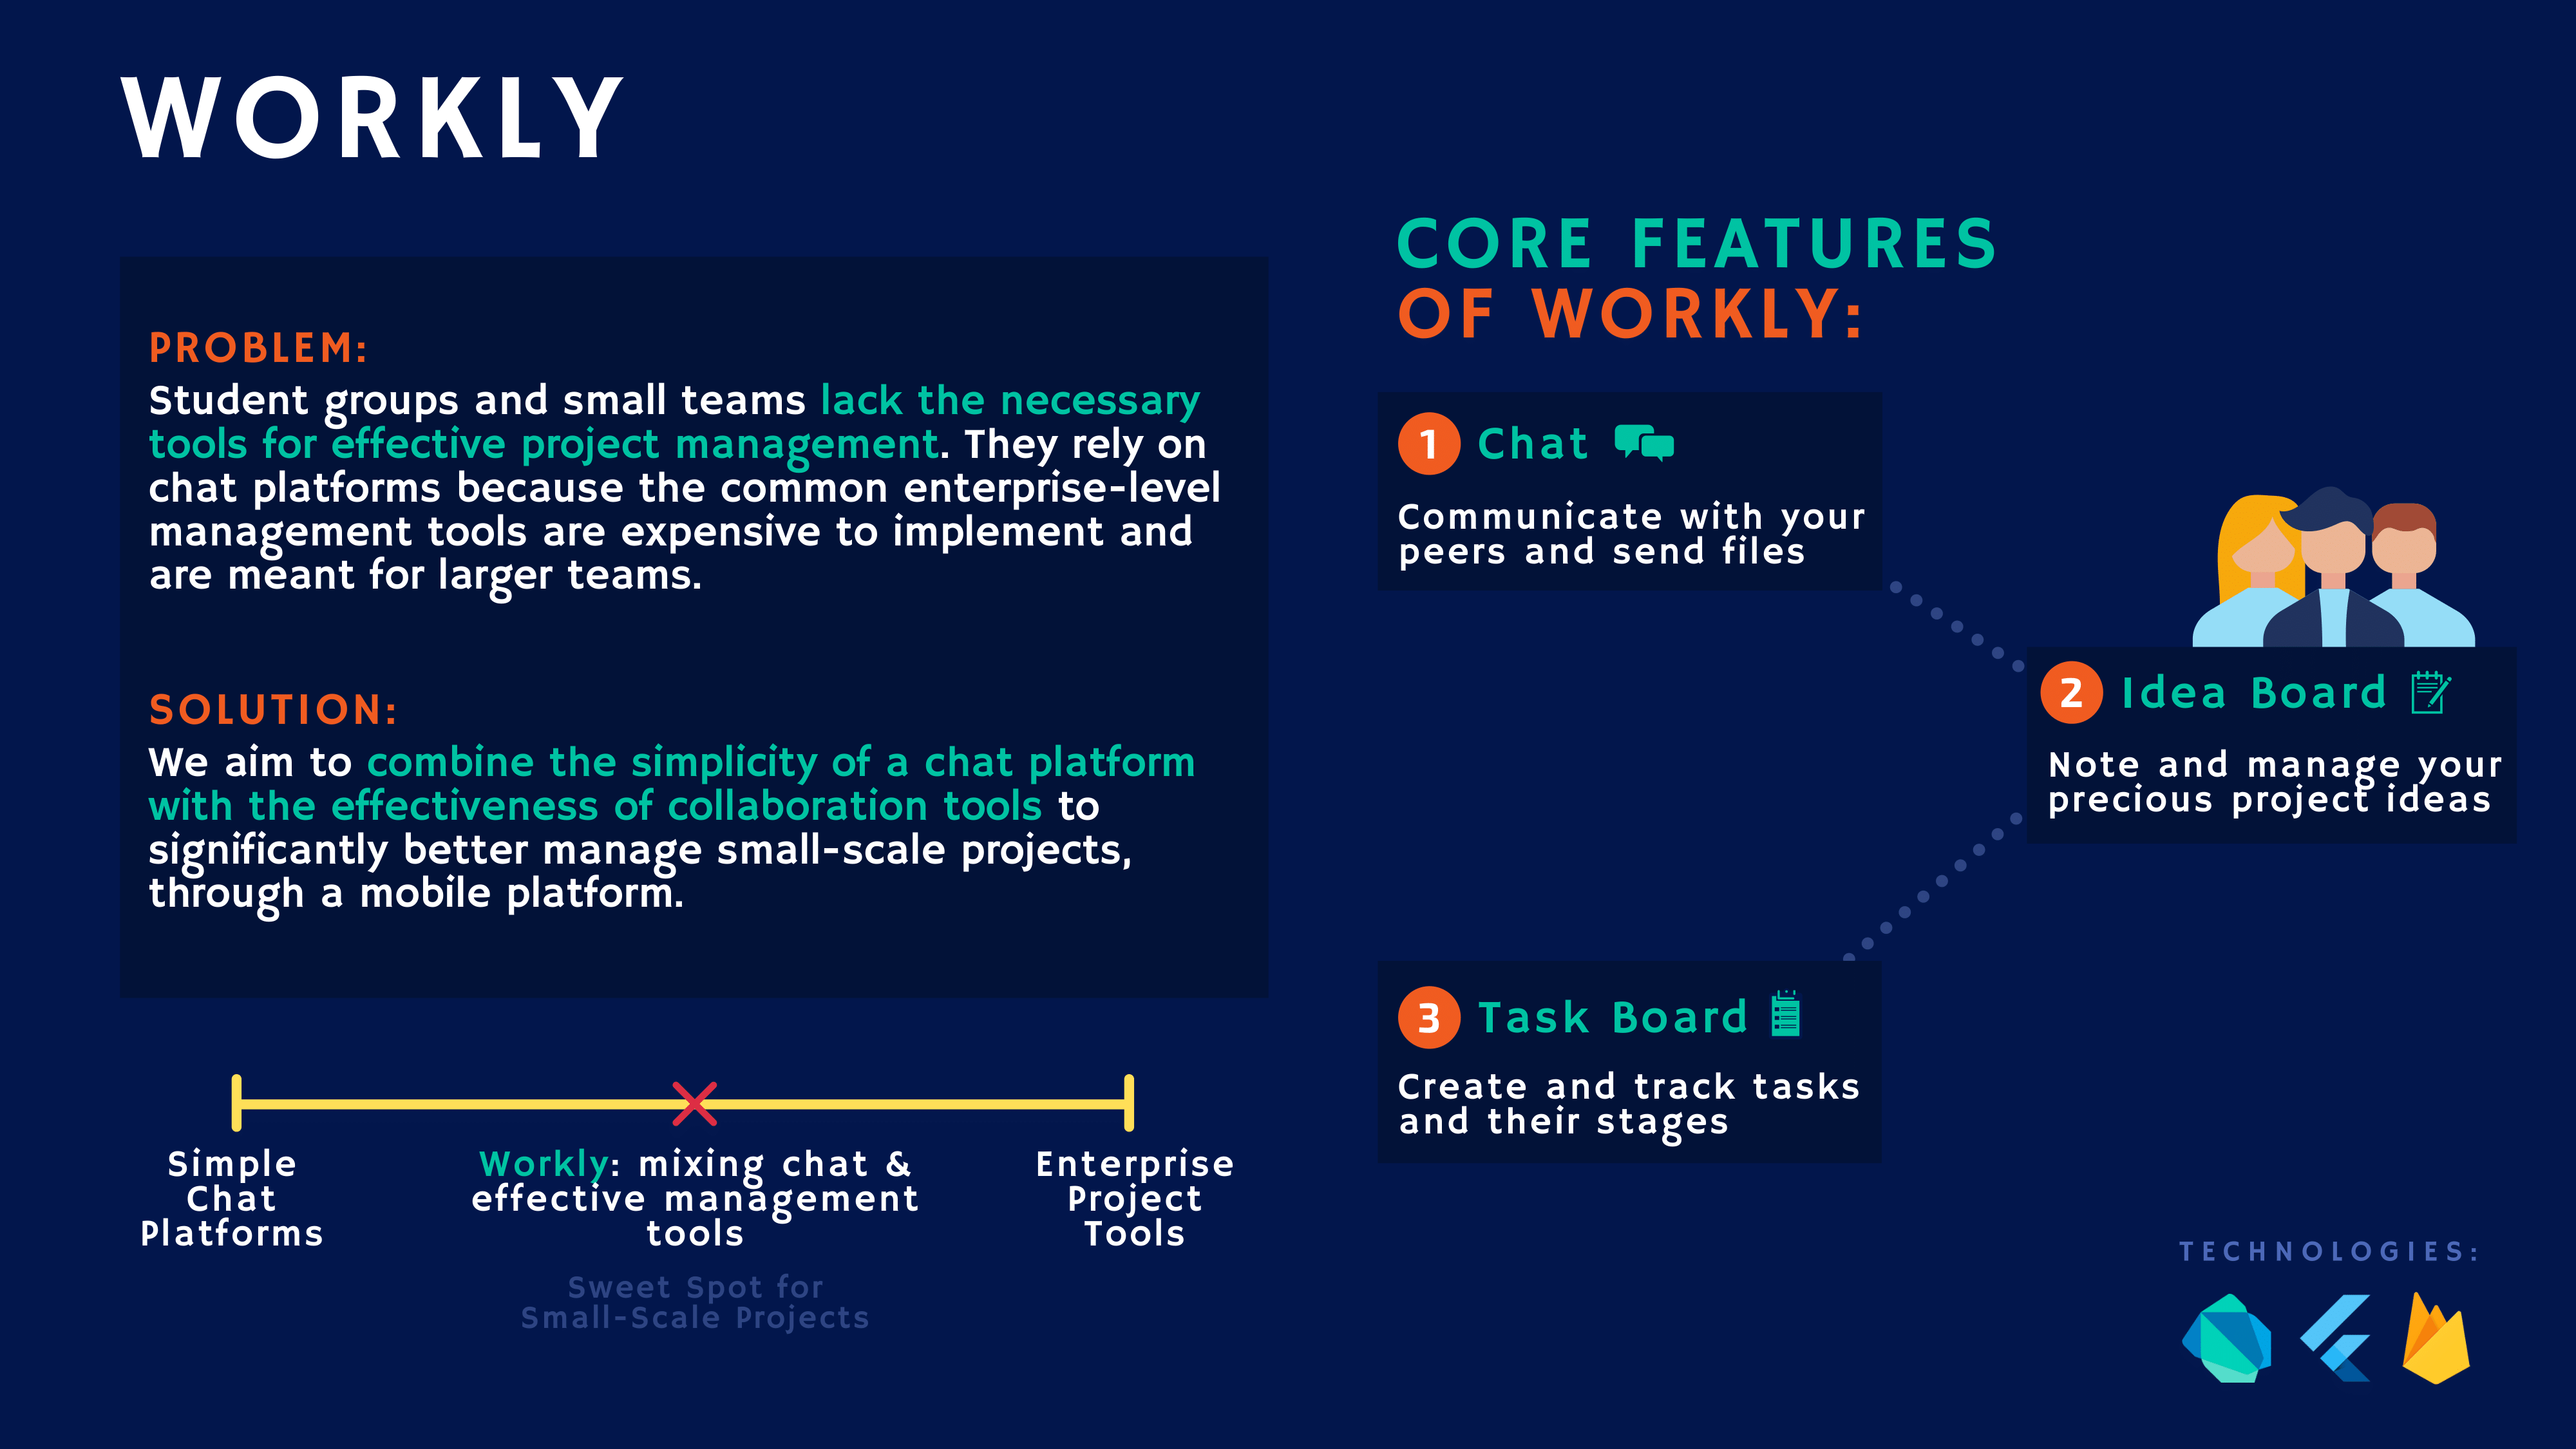 WORKLY
PROBLEM:
Student groups and small teams lack the necessary
tools for effective project management. They rely on
chat platforms because the common enterprise-level
management tools are expensive to implement and
are meant for larger teams.
SOLUTION:
We aim to combine the simplicity of a chat platform
with the effectiveness of collaboration tools to
significantly better manage small-scale projects,
through a mobile platform.
Simple
Chat
Platforms
Workly: mixing chat &
effective management
tools
Enterprise
Project
Tools
Sweet Spot for
Small-Scale Projects
CORE FEATURES
OF WORKLY:
1 Chat
Communicate with your
peers and send files
2 Idea Board
Note and manage your
precious project ideas
3 Task Board
Create and track tasks
and their stages
TECHNOLOGIES: